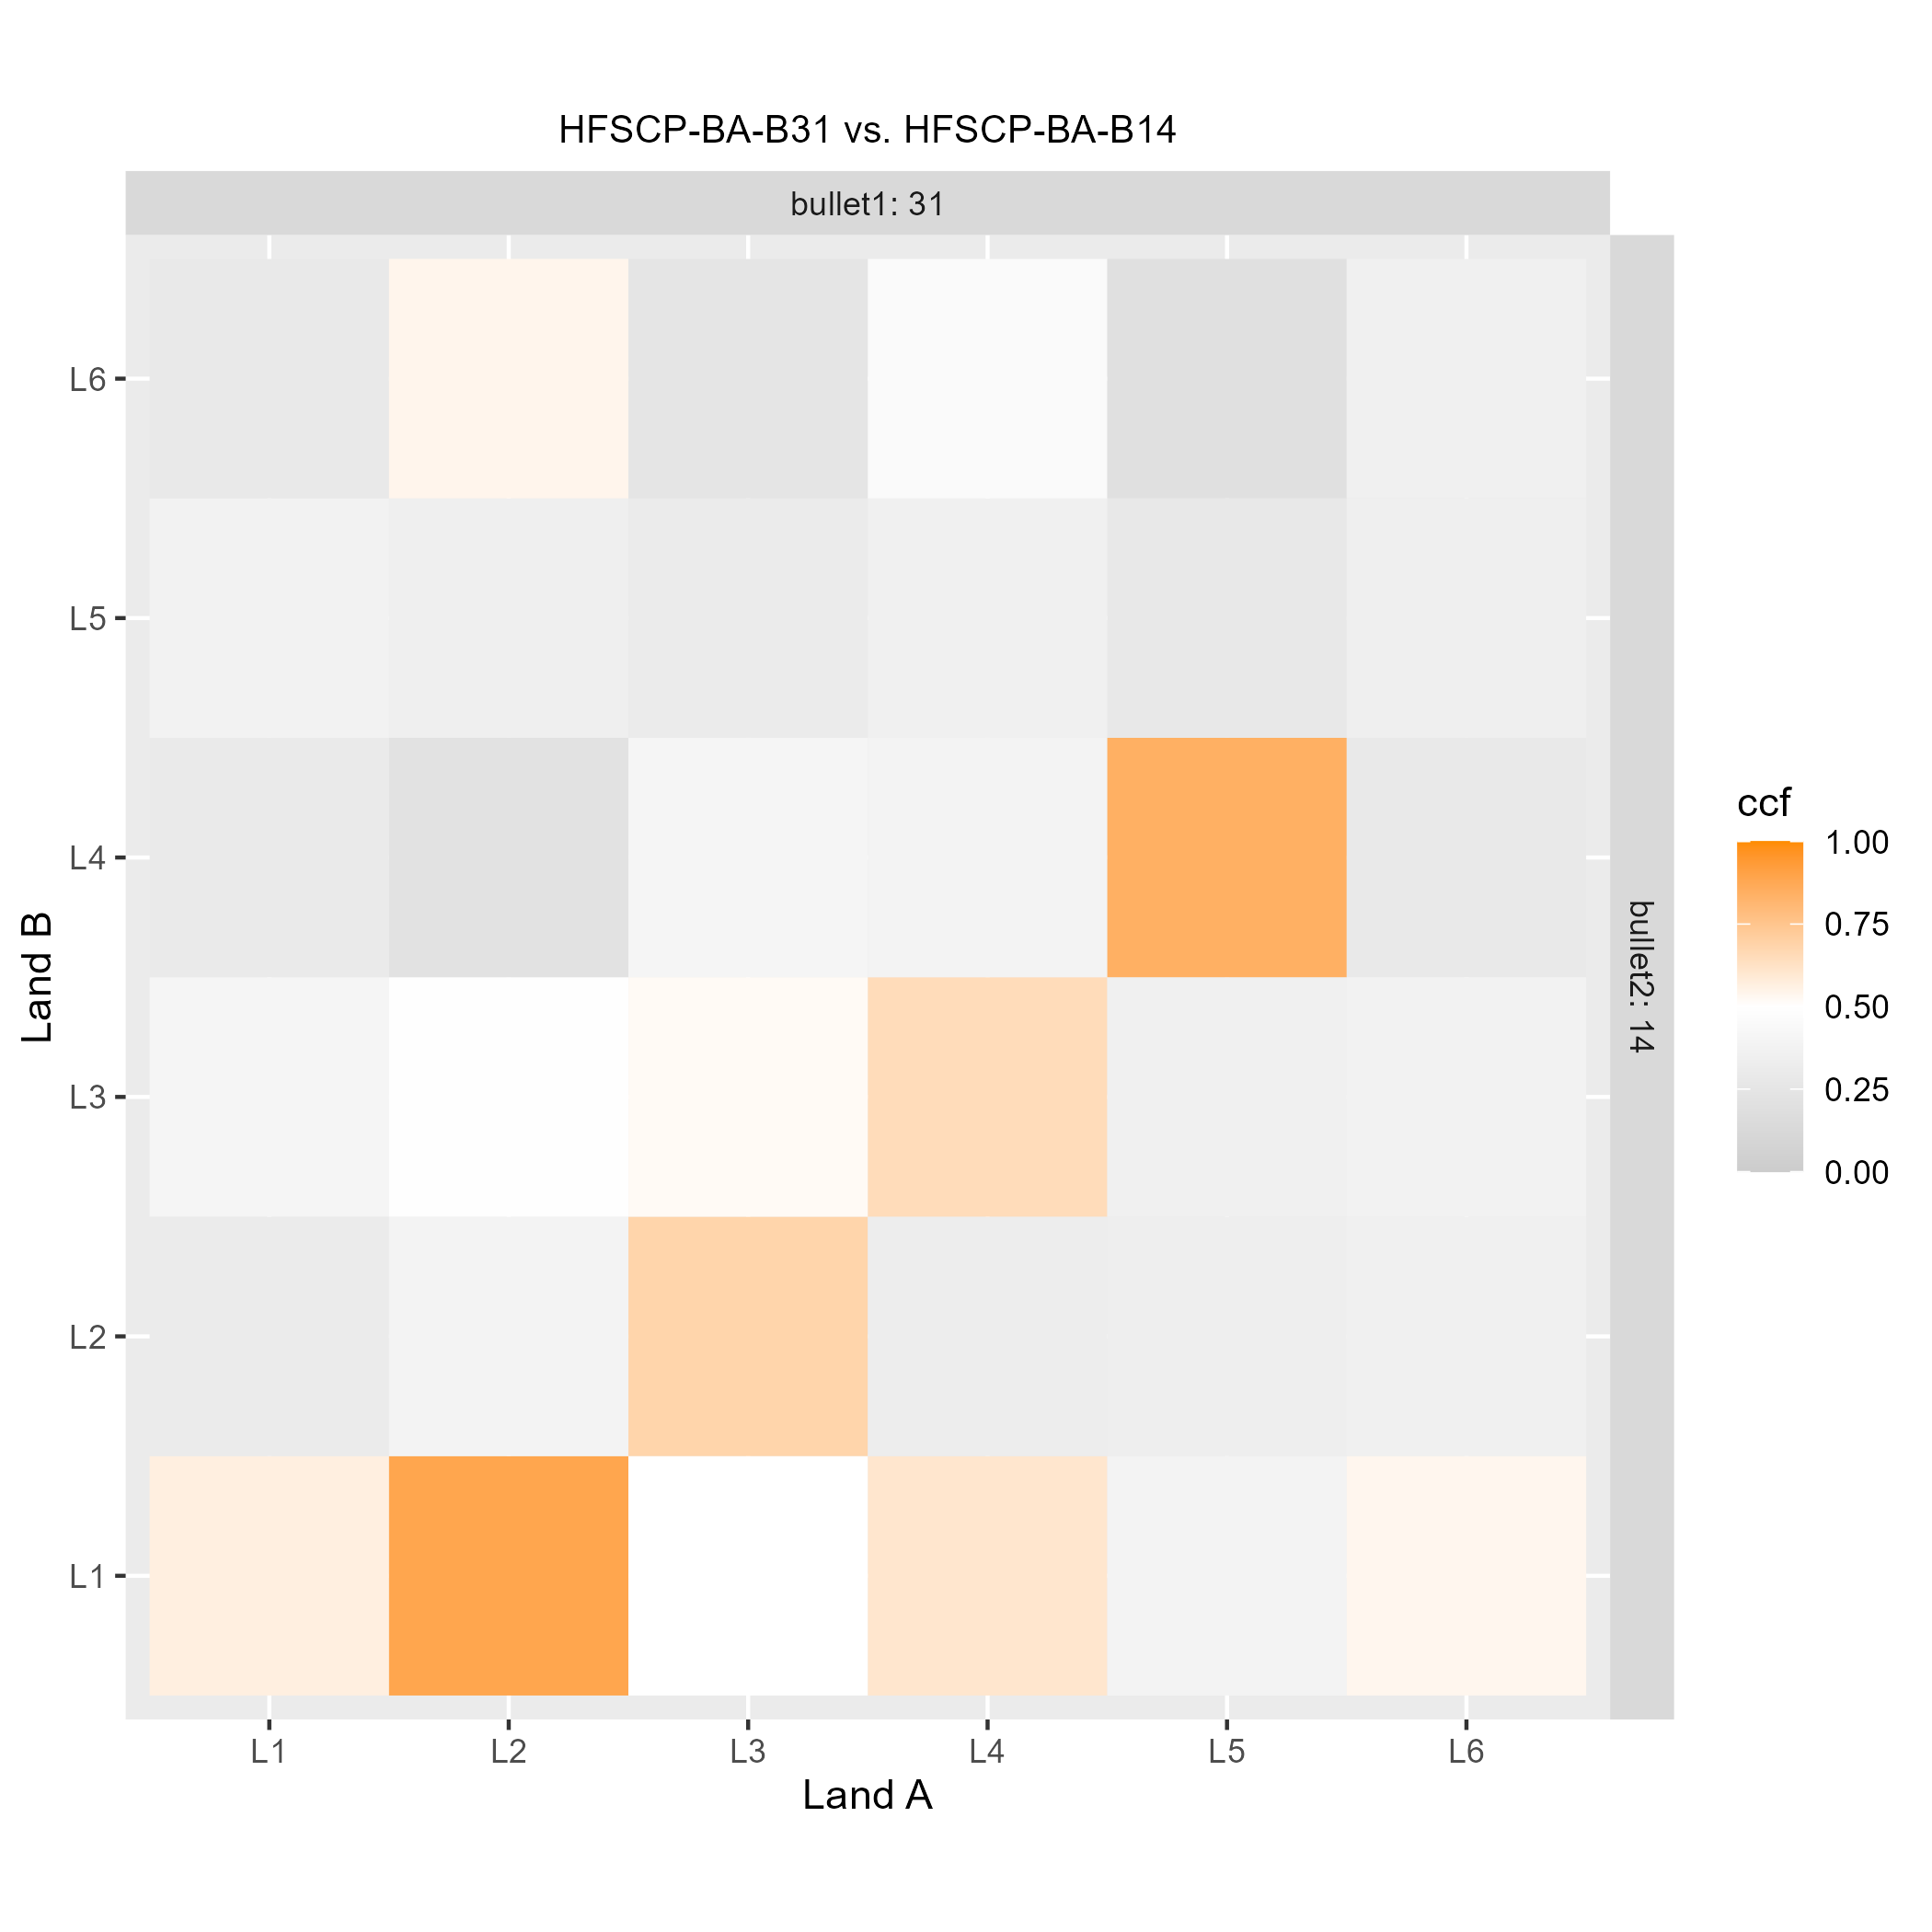 HFSCP-BA-B31 vs. HFSCP-BA-B14
bullet1: 31
L6
L5
L4
L3
L2
L1
Land B
bullet2: 14
L1 L2 L3 L4 L5 L6
Land A
ccf
1.00
0.75
0.50
0.25
0.00